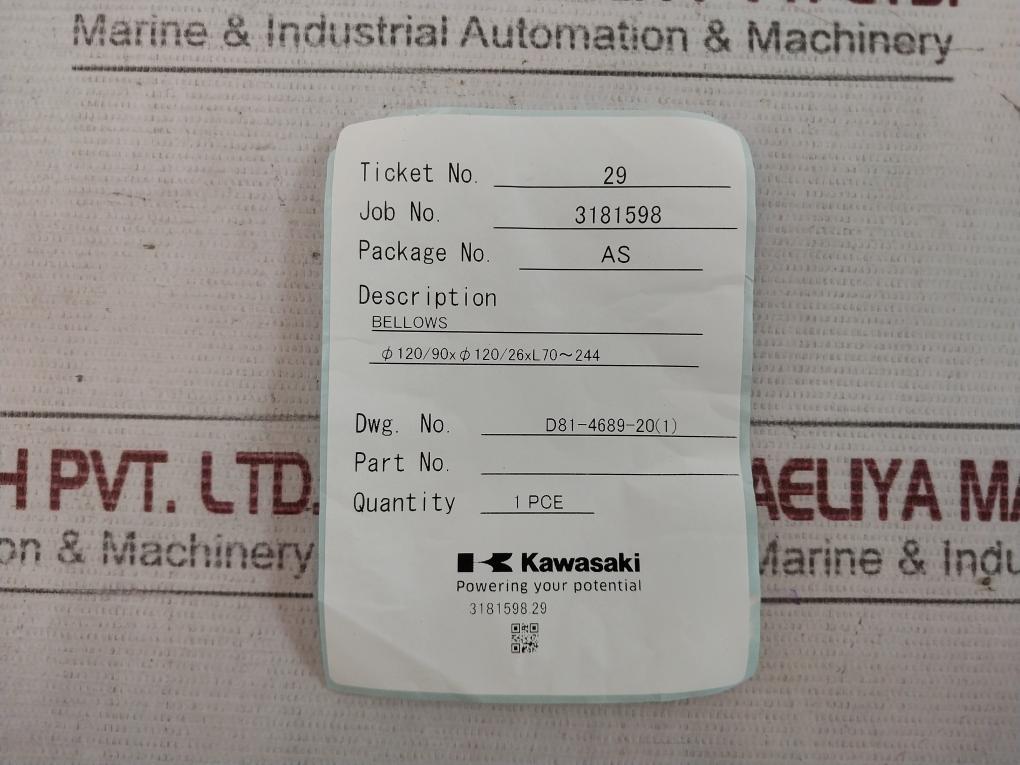 Marine & Industrial Automation & Machinery
Ticket No. 29
Job No. 3181598
Package No. AS
Description
BELLOWS
φ120/90xφ120/26xL70~244
Dwg. No. D81-4689-20(1)
Part No.
Quantity 1 PCE
Kawasaki
Powering your potential
3181598.29
H PVT. LTD.
on & Machinery
AELIYA MA
Marine & Indu